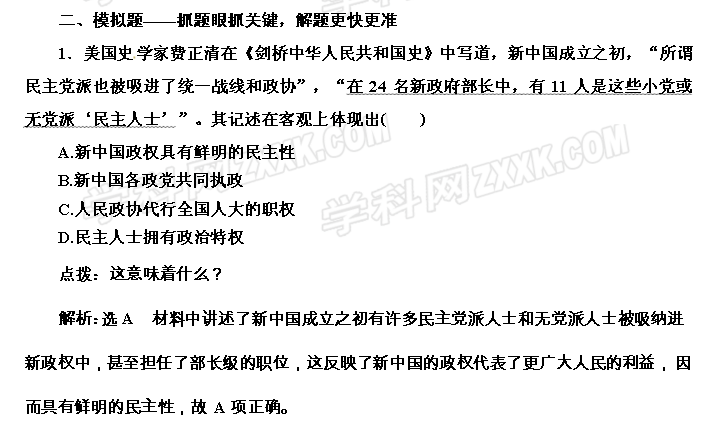 二、模拟题——抓题眼抓关键，解题更快更准
1．美国史学家费正清在《剑桥中华人民共和国史》中写道，新中国成立之初，“所谓
民主党派也被吸进了统一战线和政协”，“在 24 名新政府部长中，有 11 人是这些小党或
无党派‘民主人士’”。其记述在客观上体现出(　　)
A.新中国政权具有鲜明的民主性
B.新中国各政党共同执政
C.人民政协代行全国人大的职权
D.民主人士拥有政治特权
点拨：这意味着什么？
解析：选 A　材料中讲述了新中国成立之初有许多民主党派人士和无党派人士被吸纳进
新政权中，甚至担任了部长级的职位，这反映了新中国的政权代表了更广大人民的利益，因
而具有鲜明的民主性，故 A 项正确。
学科网ZXXK.COM
学科网ZXXK.COM